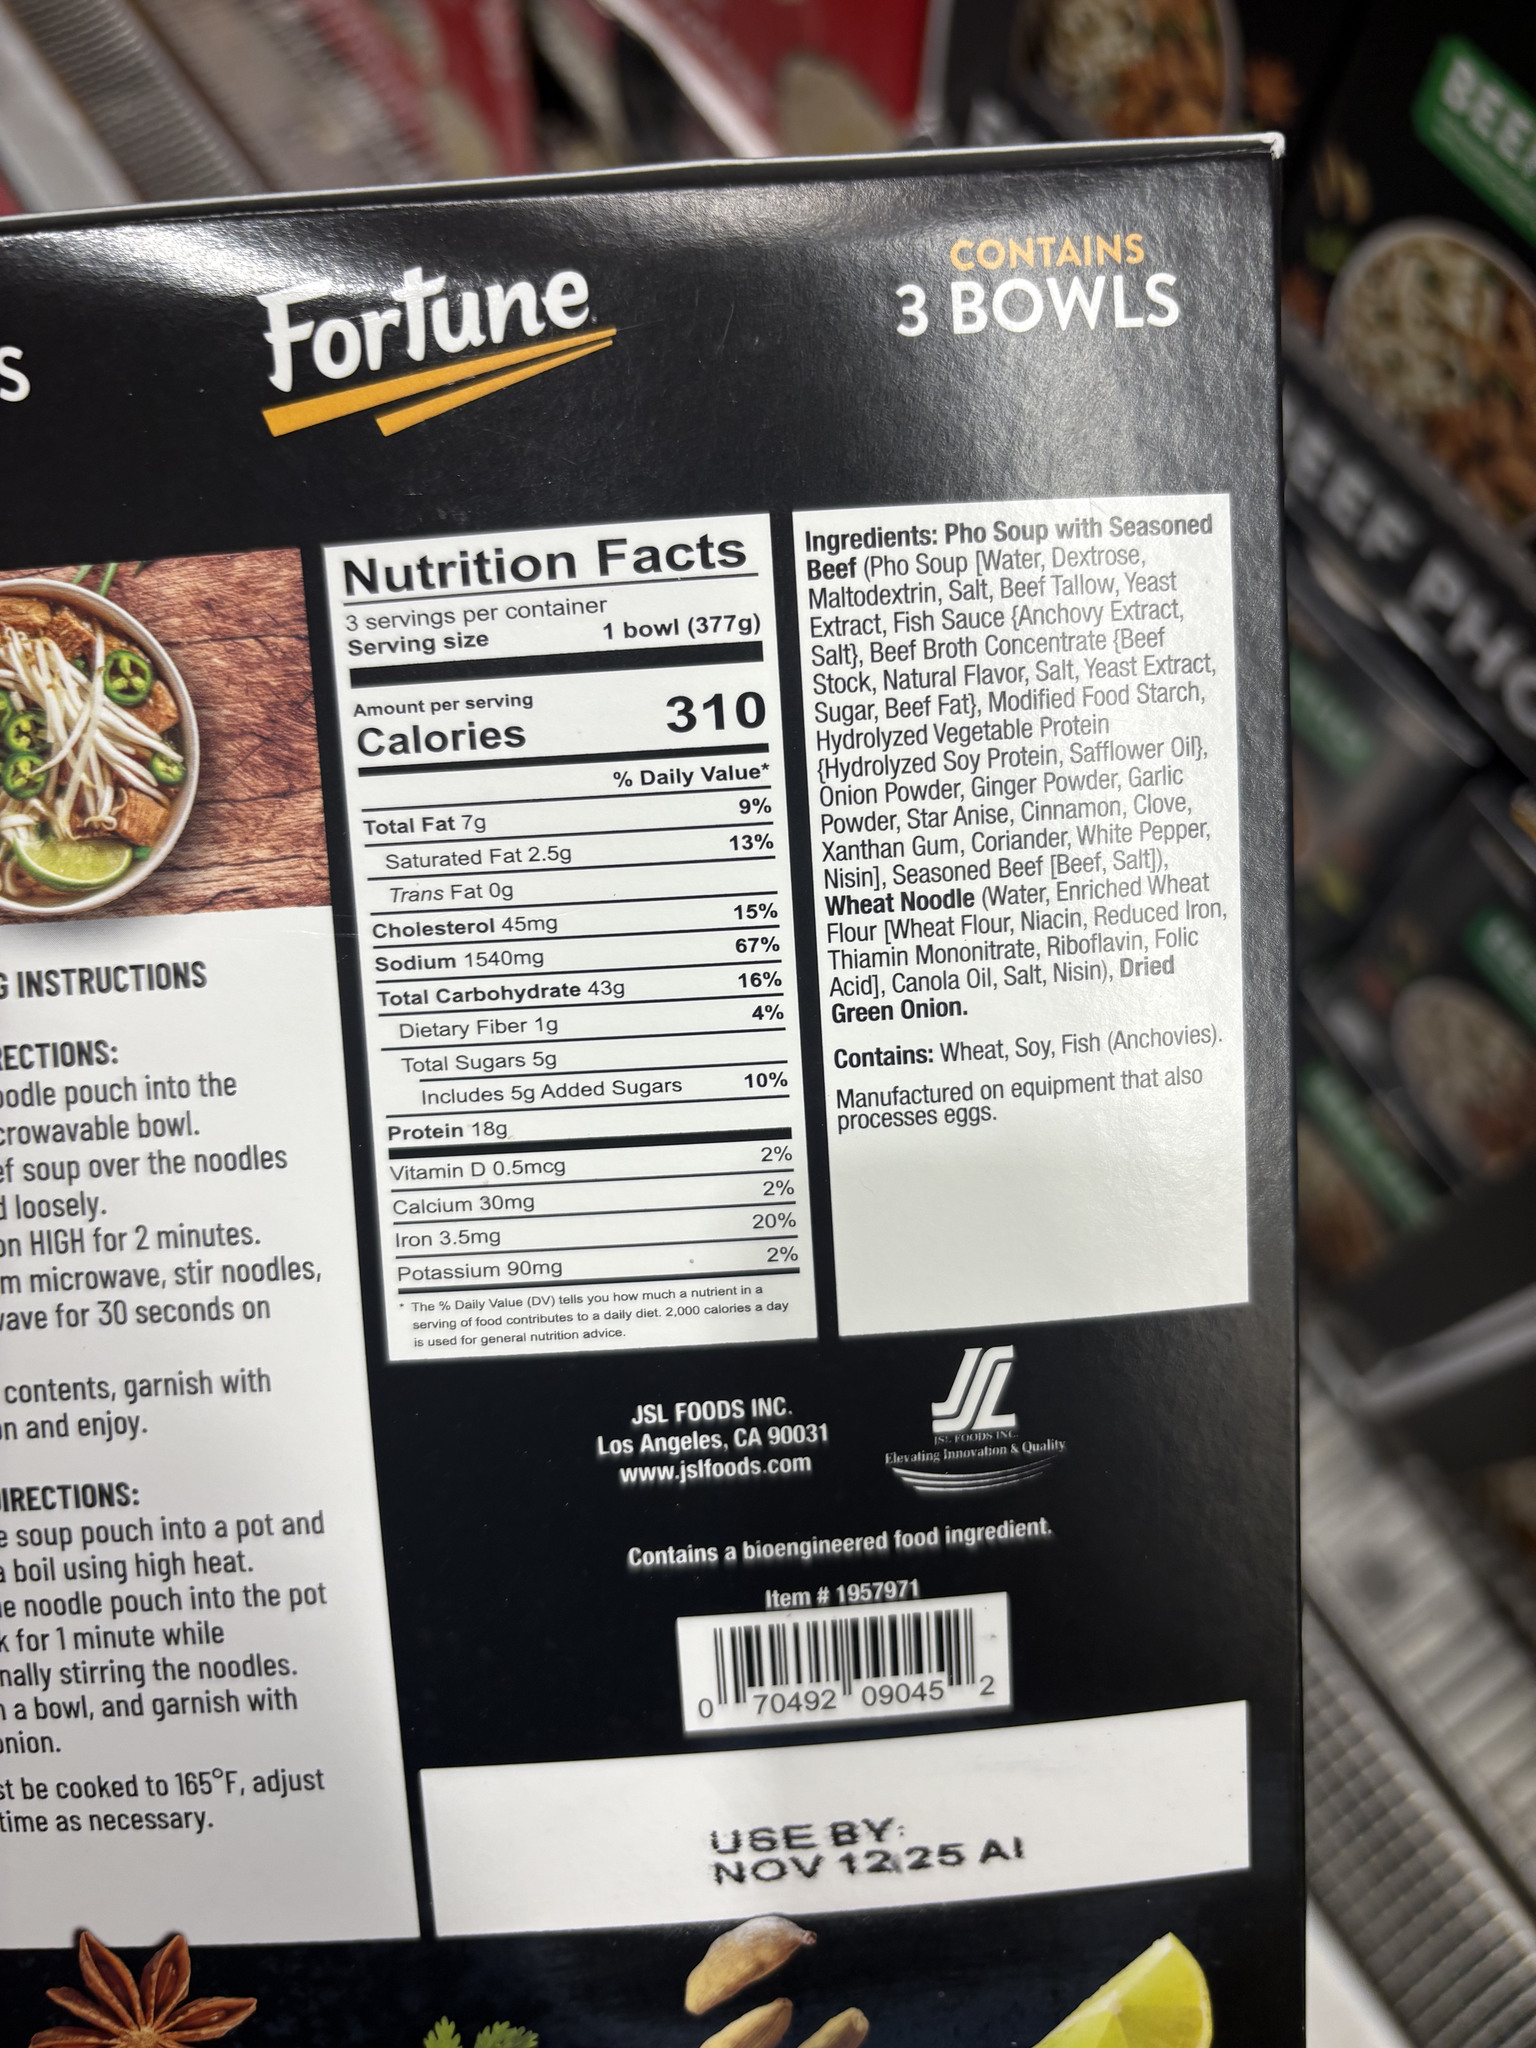 S
Fortune
CONTAINS
3 BOWLS
BEEF PHO
G INSTRUCTIONS
RECTIONS:
oodle pouch into the
crowavable bowl.
ef soup over the noodles
d loosely.
on HIGH for 2 minutes.
m microwave, stir noodles,
wave for 30 seconds on
contents, garnish with
on and enjoy.
DIRECTIONS:
e soup pouch into a pot and
a boil using high heat.
e noodle pouch into the pot
k for 1 minute while
nally stirring the noodles.
n a bowl, and garnish with
onion.
st be cooked to 165°F, adjust
time as necessary.
Nutrition Facts
3 servings per container
Serving size 1 bowl (377g)
Amount per serving
Calories 310
% Daily Value*
Total Fat 7g 9%
Saturated Fat 2.5g 13%
Trans Fat 0g
Cholesterol 45mg 15%
Sodium 1540mg 67%
Total Carbohydrate 43g 16%
Dietary Fiber 1g 4%
Total Sugars 5g
Includes 5g Added Sugars 10%
Protein 18g
Vitamin D 0.5mcg 2%
Calcium 30mg 2%
Iron 3.5mg 20%
Potassium 90mg 2%
* The % Daily Value (DV) tells you how much a nutrient in a
serving of food contributes to a daily diet. 2,000 calories a day
is used for general nutrition advice.
Ingredients: Pho Soup with Seasoned
Beef (Pho Soup [Water, Dextrose,
Maltodextrin, Salt, Beef Tallow, Yeast
Extract, Fish Sauce {Anchovy Extract,
Salt}, Beef Broth Concentrate {Beef
Stock, Natural Flavor, Salt, Yeast Extract,
Sugar, Beef Fat}, Modified Food Starch,
Hydrolyzed Vegetable Protein
{Hydrolyzed Soy Protein, Safflower Oil},
Onion Powder, Ginger Powder, Garlic
Powder, Star Anise, Cinnamon, Clove,
Xanthan Gum, Coriander, White Pepper,
Nisin], Seasoned Beef [Beef, Salt]),
Wheat Noodle (Water, Enriched Wheat
Flour [Wheat Flour, Niacin, Reduced Iron,
Thiamin Mononitrate, Riboflavin, Folic
Acid], Canola Oil, Salt, Nisin), Dried
Green Onion.
Contains: Wheat, Soy, Fish (Anchovies).
Manufactured on equipment that also
processes eggs.
JSL FOODS INC.
Los Angeles, CA 90031
www.jslfoods.com
JSL
JSL FOODS INC.
Elevating Innovation & Quality
Contains a bioengineered food ingredient.
Item # 1957971
0 70492 09045 2
USE BY:
NOV 12,25 A1